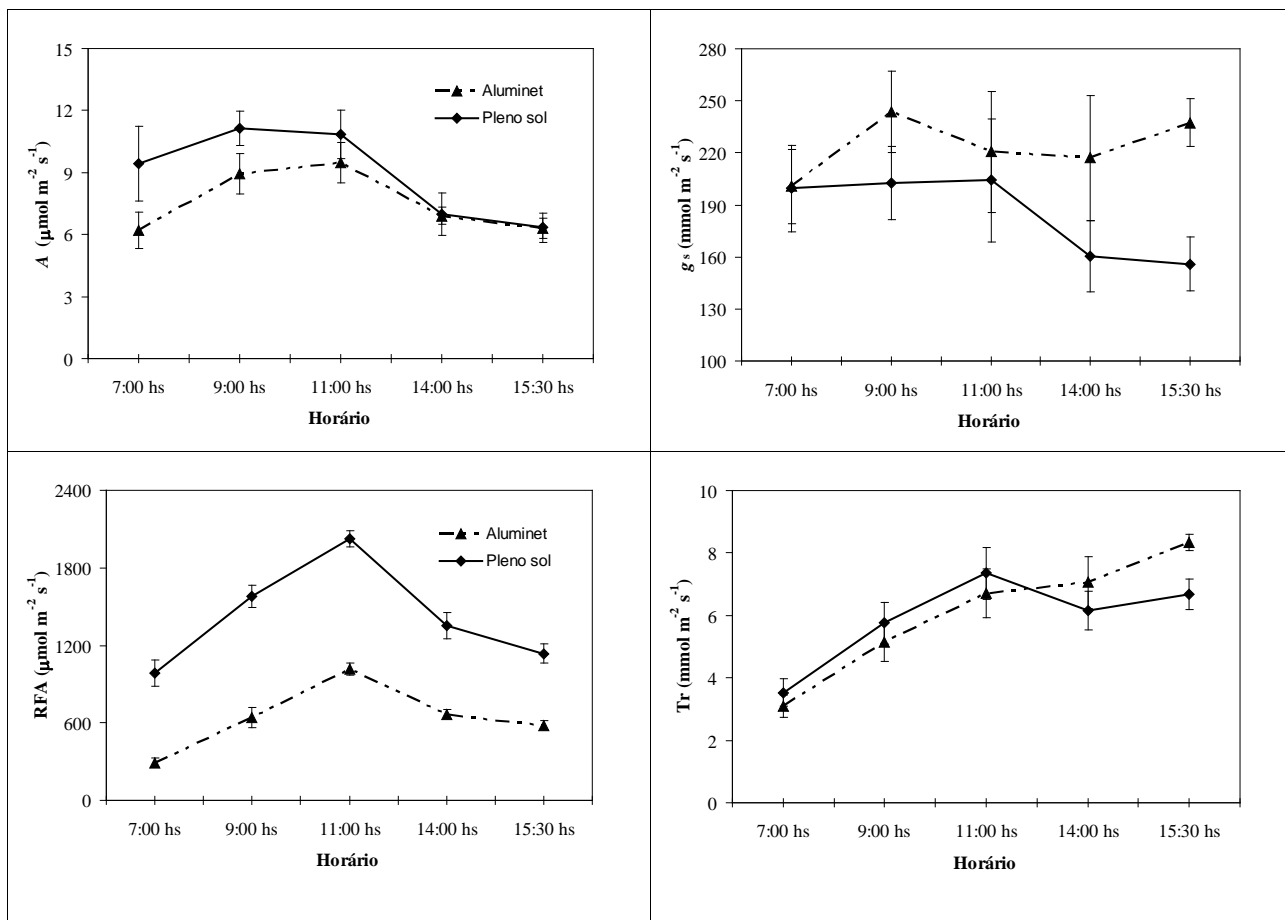 15
12
9
6
3
0
A (μmol m-2 s-1)
Aluminet
Pleno sol
7:00 hs 9:00 hs 11:00 hs 14:00 hs 15:30 hs
Horário
280
250
220
190
160
130
100
gs (mmol m-2 s-1)
7:00 hs 9:00 hs 11:00 hs 14:00 hs 15:30 hs
Horário
2400
1800
1200
600
0
RFA (μmol m-2 s-1)
Aluminet
Pleno sol
7:00 hs 9:00 hs 11:00 hs 14:00 hs 15:30 hs
Horário
10
8
6
4
2
0
Tr (mmol m-2 s-1)
7:00 hs 9:00 hs 11:00 hs 14:00 hs 15:30 hs
Horário